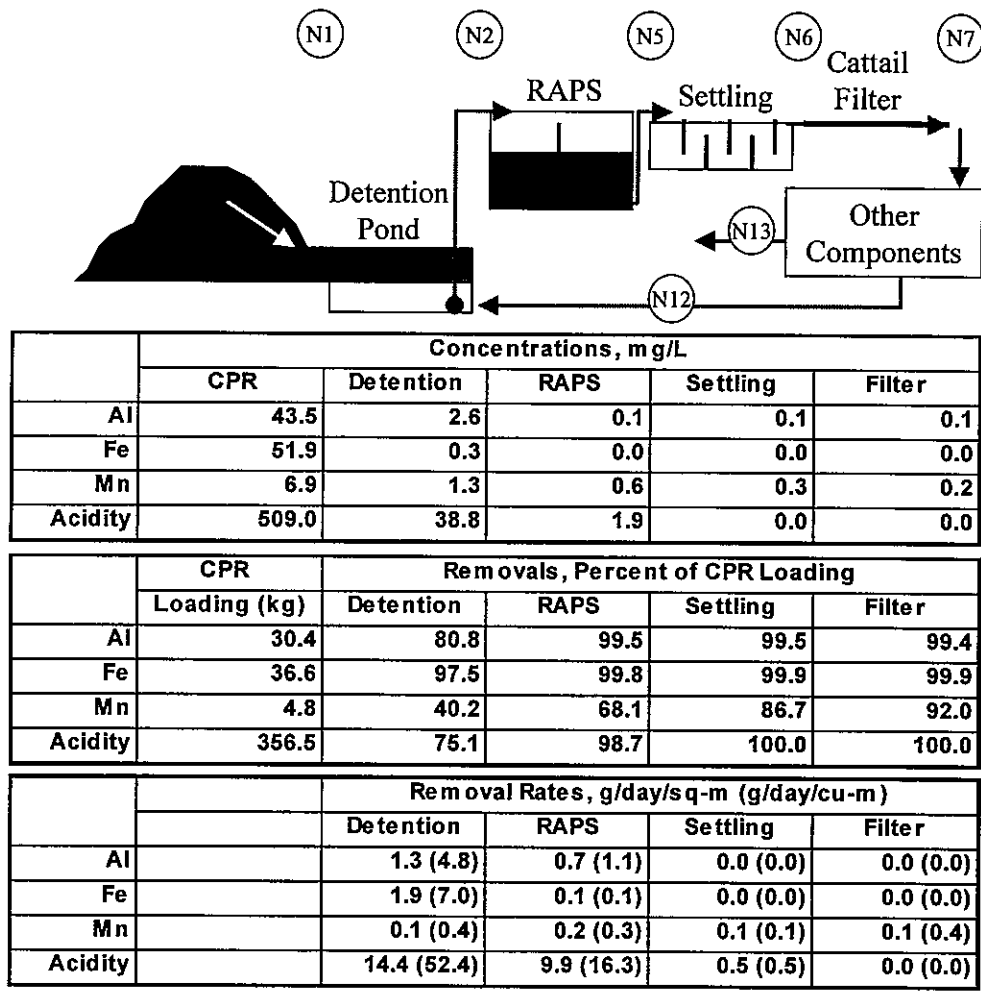 N1 N2 N5 N6 N7
Cattail
RAPS Settling Filter
Detention
Pond
Other
N13
Components
N12
Concentrations, mg/L
CPR Detention RAPS Settling Filter
Al 43.5 2.6 0.1 0.1 0.1
Fe 51.9 0.3 0.0 0.0 0.0
Mn 6.9 1.3 0.6 0.3 0.2
Acidity 509.0 38.8 1.9 0.0 0.0
CPR Removals, Percent of CPR Loading
Loading (kg) Detention RAPS Settling Filter
Al 30.4 80.8 99.5 99.5 99.4
Fe 36.6 97.5 99.8 99.9 99.9
Mn 4.8 40.2 68.1 86.7 92.0
Acidity 356.5 75.1 98.7 100.0 100.0
Removal Rates, g/day/sq-m (g/day/cu-m)
Detention RAPS Settling Filter
Al 1.3 (4.8) 0.7 (1.1) 0.0 (0.0) 0.0 (0.0)
Fe 1.9 (7.0) 0.1 (0.1) 0.0 (0.0) 0.0 (0.0)
Mn 0.1 (0.4) 0.2 (0.3) 0.1 (0.1) 0.1 (0.4)
Acidity 14.4 (52.4) 9.9 (16.3) 0.5 (0.5) 0.0 (0.0)